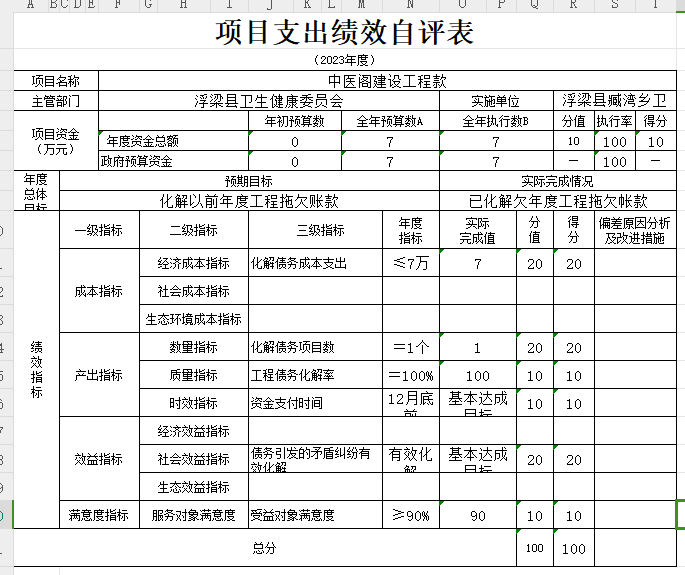 A B C D E F G H I J K L M N O P Q R S T
项目支出绩效自评表
（2023年度）
项目名称 中医阁建设工程款
主管部门 浮梁县卫生健康委员会 实施单位 浮梁县臧湾乡卫
项目资金
（万元）
年初预算数 全年预算数A 全年执行数B 分值 执行率 得分
年度资金总额 0 7 7 10 100 10
政府预算资金 0 7 7 － 100 －
年度
总体
目标
预期目标 实际完成情况
化解以前年度工程拖欠账款 已化解欠年度工程拖欠帐款
绩
效
指
标
一级指标 二级指标 三级指标 年度
指标 实际
完成值 分
值 得
分 偏差原因分析
及改进措施
成本指标 经济成本指标 化解债务成本支出 ≤7万 7 20 20
社会成本指标
生态环境成本指标
产出指标 数量指标 化解债务项目数 ＝1个 1 20 20
质量指标 工程债务化解率 ＝100% 100 10 10
时效指标 资金支付时间 12月底
前 基本达成
目标 10 10
效益指标 经济效益指标
社会效益指标 债务引发的矛盾纠纷有
效化解 有效化
解 基本达成
目标 20 20
生态效益指标
满意度指标 服务对象满意度 受益对象满意度 ≥90% 90 10 10
总分 100 100